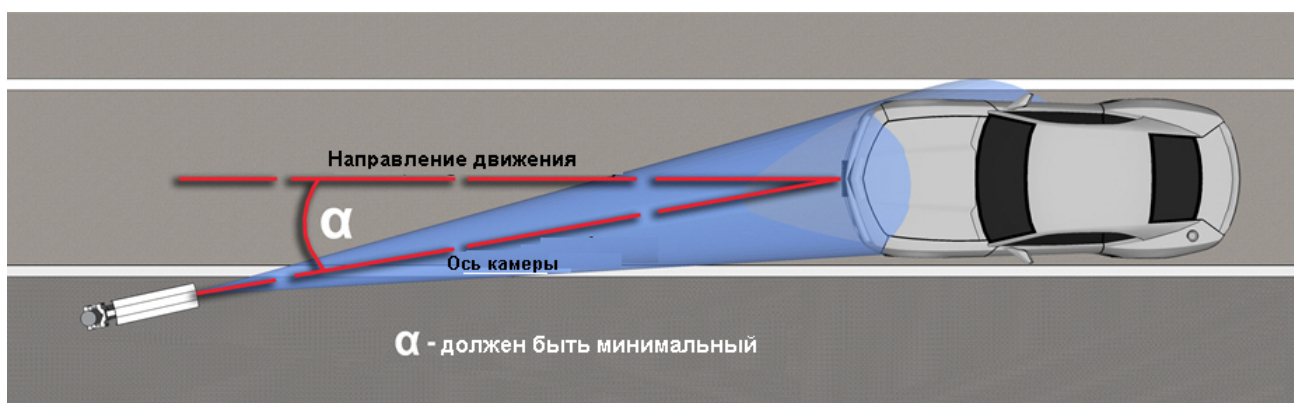 Направление движения
α
Ось камеры
α - должен быть минимальный